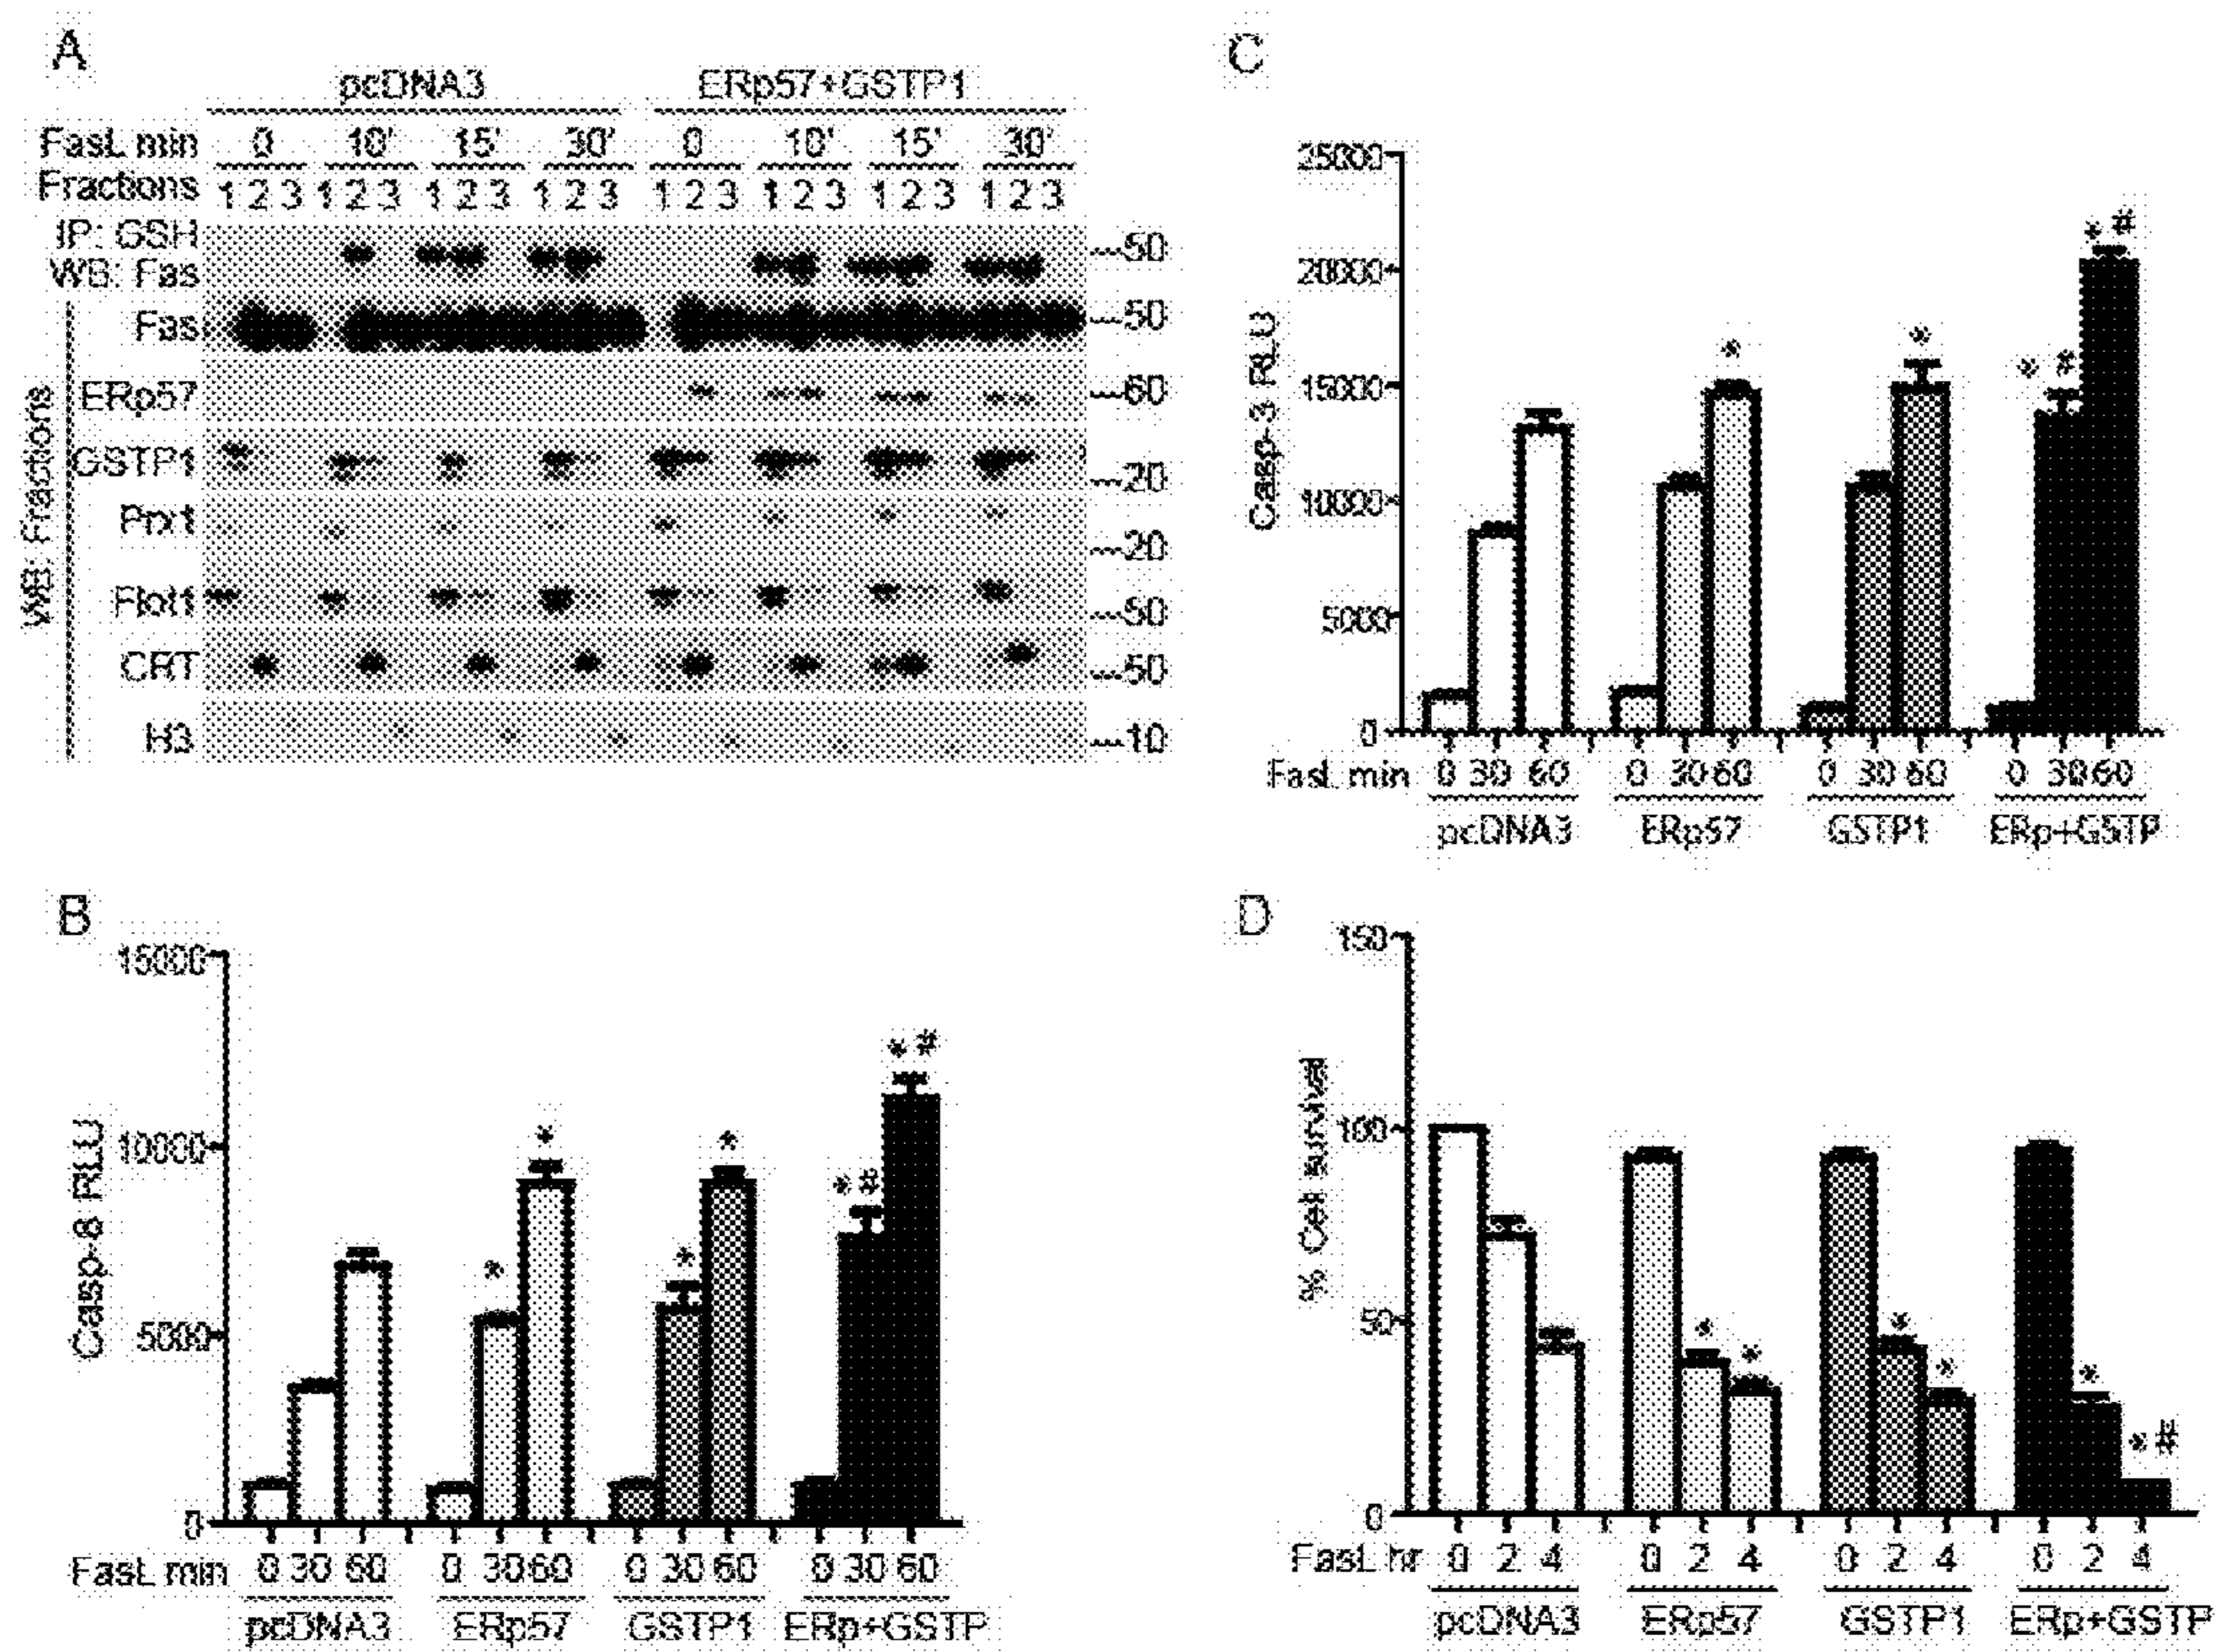 A
pcDNA3 ERp57+GSTP1
FasL min 0 10' 15' 30' 0 10' 15' 30'
Fractions 1 2 3 1 2 3 1 2 3 1 2 3 1 2 3 1 2 3 1 2 3 1 2 3
IP: GSH
WB: Fas
---50
Fas ---50
ERp57 ---60
GSTP1 ---20
Prx1 ---20
Flot1 ---50
CRT ---50
H3 ---10
WB: Fractions
C
25000
20000
15000
10000
5000
0
Casp-3 RLU
* * * # * #
FasL min 0 30 60 0 30 60 0 30 60 0 30 60
pcDNA3 ERp57 GSTP1 ERp+GSTP
B
15000
10000
5000
0
Casp-8 RLU
* * * * * # * #
FasL min 0 30 60 0 30 60 0 30 60 0 30 60
pcDNA3 ERp57 GSTP1 ERp+GSTP
D
150
100
50
0
% Cell survival
* * * * * * #
FasL hr 0 2 4 0 2 4 0 2 4 0 2 4
pcDNA3 ERp57 GSTP1 ERp+GSTP